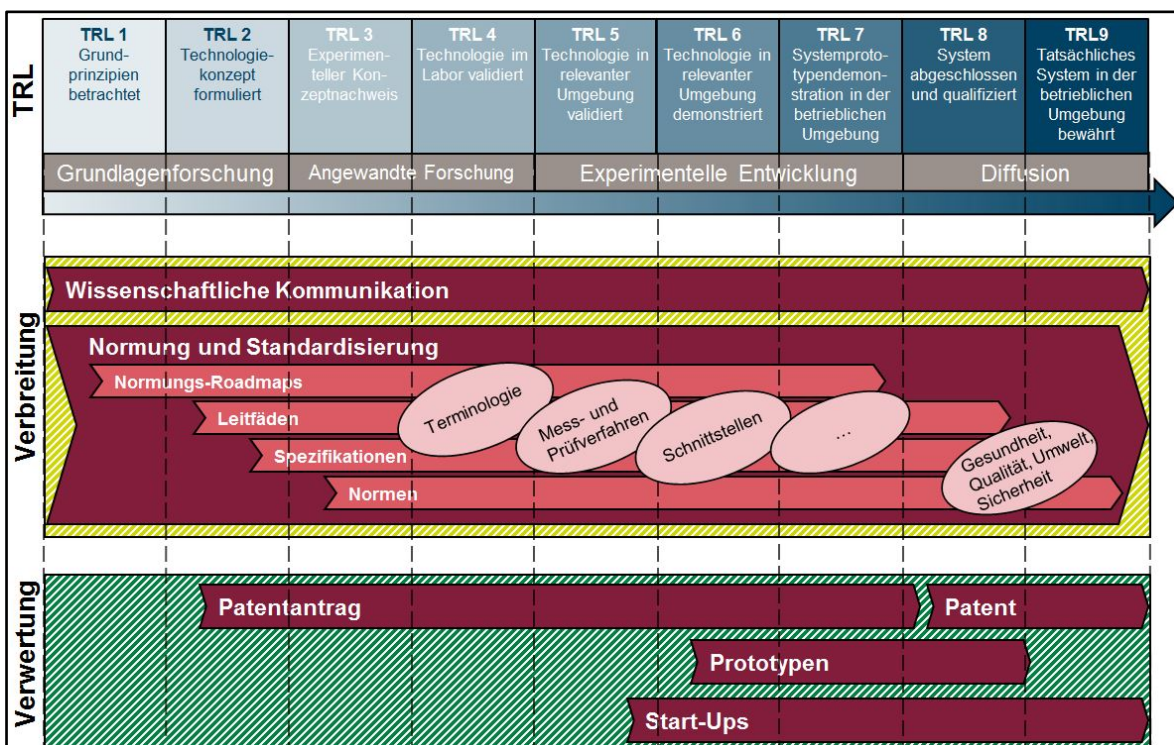 TRL
TRL 1
Grund-
prinzipien
betrachtet
TRL 2
Technologie-
konzept
formuliert
TRL 3
Experimen-
teller Kon-
zeptnachweis
TRL 4
Technologie im
Labor validiert
TRL 5
Technologie in
relevanter
Umgebung
validiert
TRL 6
Technologie in
relevanter
Umgebung
demonstriert
TRL 7
Systemproto-
typendemon-
stration in der
betrieblichen
Umgebung
TRL 8
System
abgeschlossen
und qualifiziert
TRL9
Tatsächliches
System in der
betrieblichen
Umgebung
bewährt
Grundlagenforschung
Angewandte Forschung
Experimentelle Entwicklung
Diffusion
Verbreitung
Wissenschaftliche Kommunikation
Normung und Standardisierung
Normungs-Roadmaps
Leitfäden
Spezifikationen
Normen
Terminologie
Mess- und
Prüfverfahren
Schnittstellen
...
Gesundheit,
Qualität, Umwelt,
Sicherheit
Verwertung
Patentantrag
Patent
Prototypen
Start-Ups